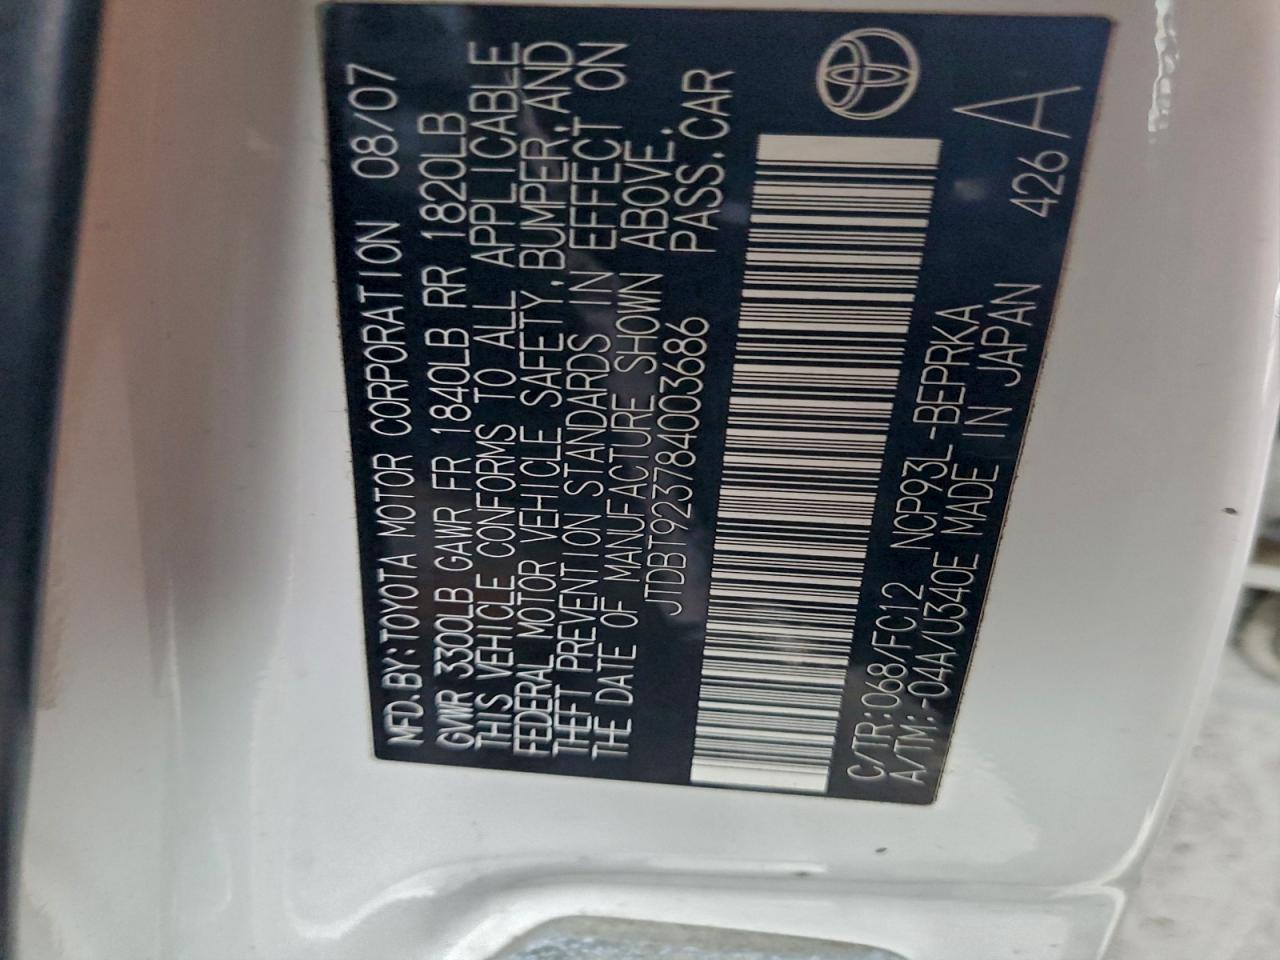 MFD. BY: TOYOTA MOTOR CORPORATION 08/07
GVWR 3300LB GAWR FR 1840LB RR 1820LB
THIS VEHICLE CONFORMS TO ALL APPLICABLE
FEDERAL MOTOR VEHICLE SAFETY, BUMPER, AND
THEFT PREVENTION STANDARDS IN EFFECT ON
THE DATE OF MANUFACTURE SHOWN ABOVE.
JTDBT923784003686 PASS. CAR
C/TR: 068/FC12 NCP93L-BEPRKA
A/TM:-04A/U340E MADE IN JAPAN 426 A